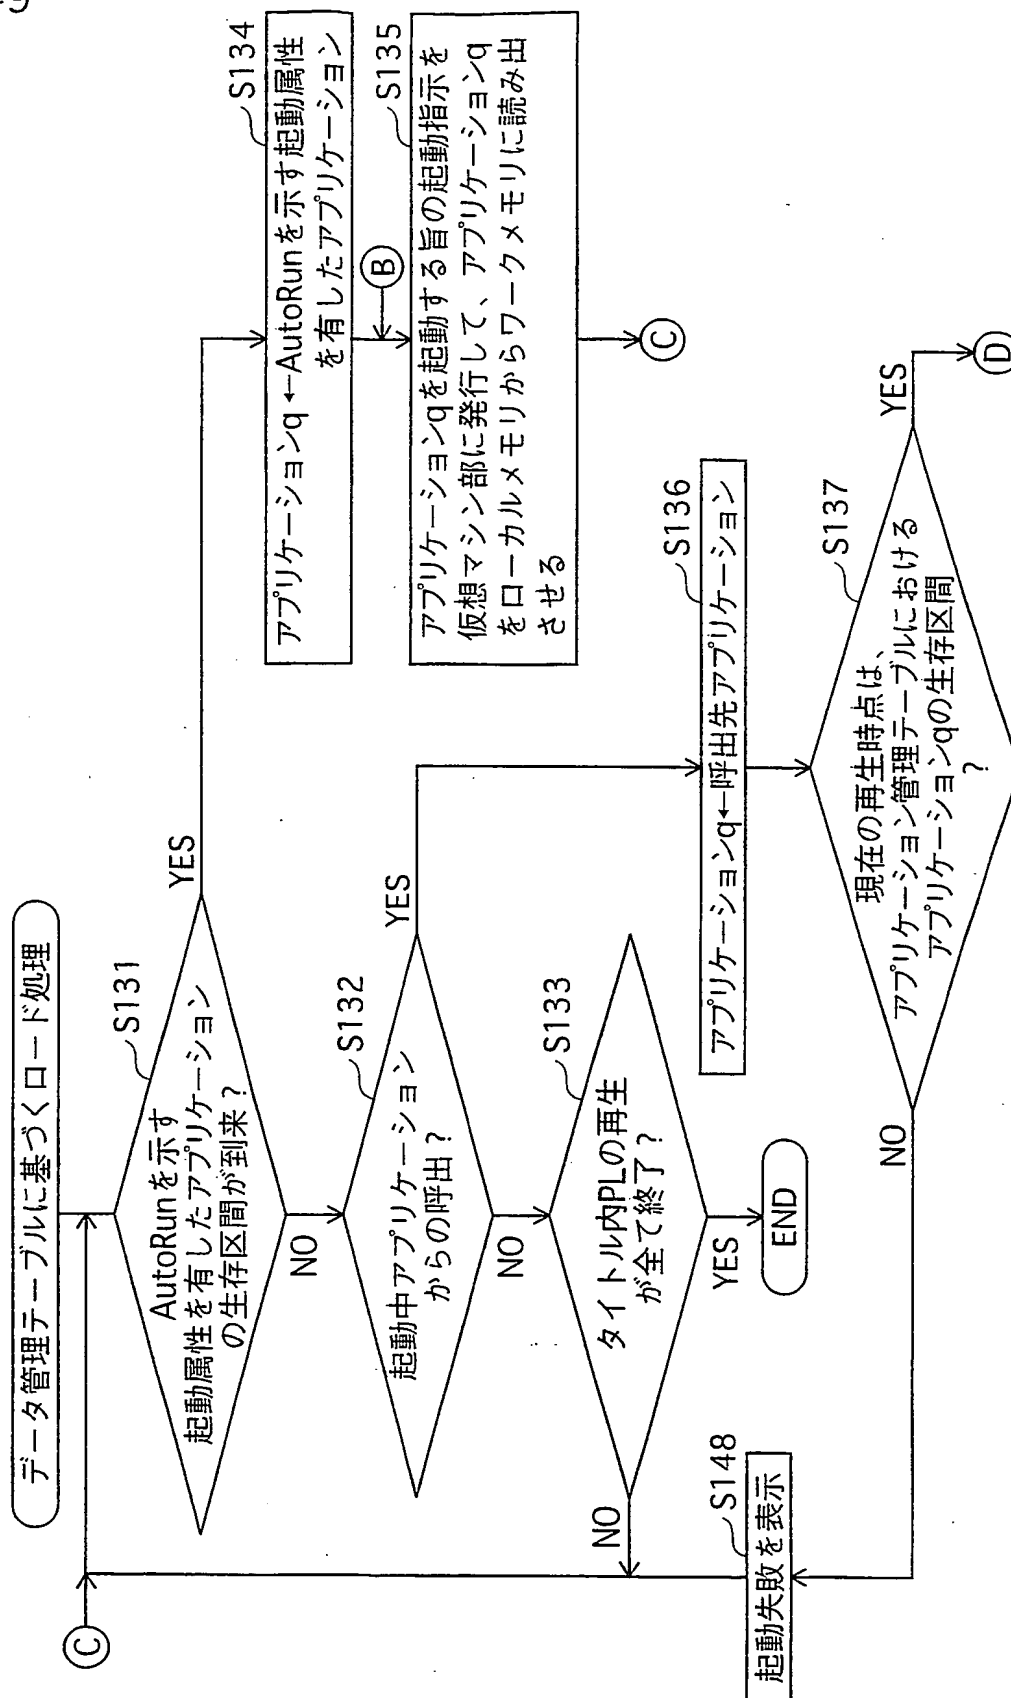 データ管理テーブルに基づくロード処理
S131
AutoRunを示す
起動属性を有したアプリケーション
の生存区間が到来?
YES
NO
S132
起動中アプリケーション
からの呼出?
YES
NO
S133
タイトル内PLの再生
が全て終了?
NO
YES
END
S134
アプリケーションq←AutoRunを示す起動属性
を有したアプリケーション
B
S135
アプリケーションqを起動する旨の起動指示を
仮想マシン部に発行して、アプリケーションq
をローカルメモリからワークメモリに読み出
させる
C
S136
アプリケーションq←呼出先アプリケーション
S137
現在の再生時点は、
アプリケーション管理テーブルにおける
アプリケーションqの生存区間
?
YES
D
NO
S148
起動失敗を表示
C